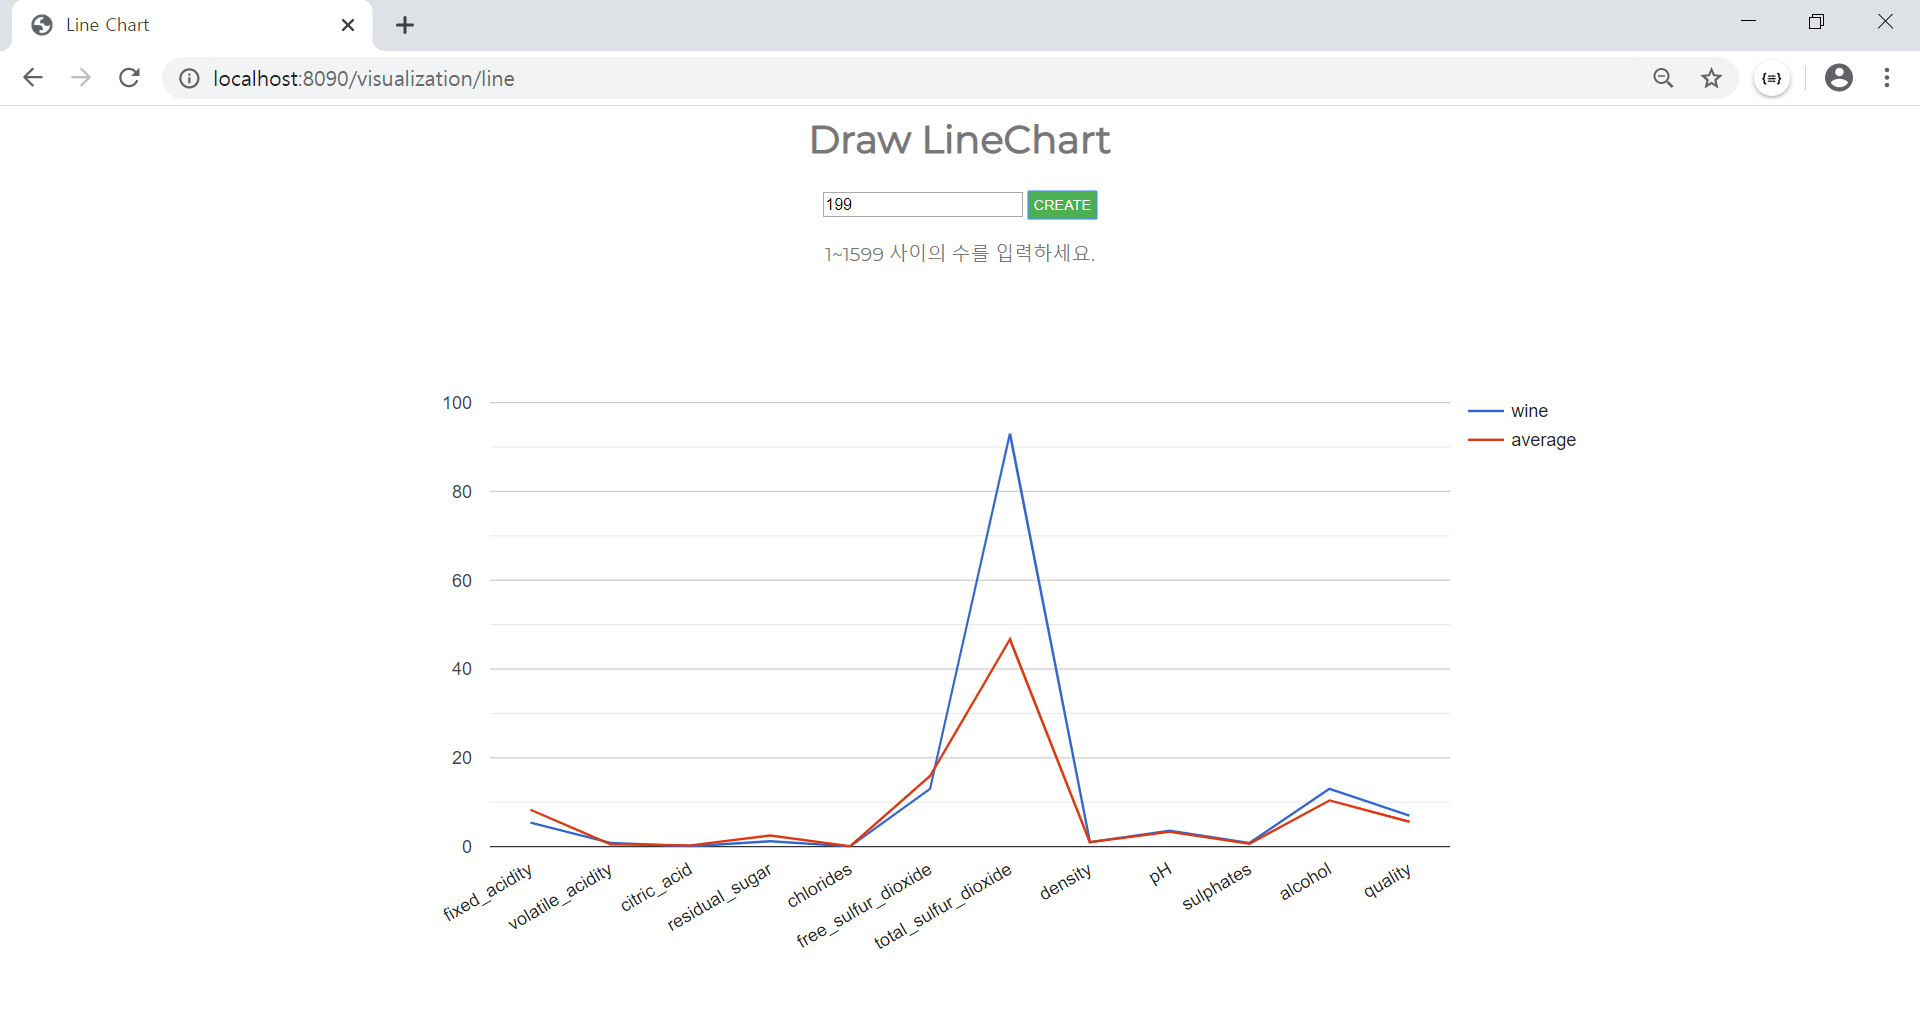 Line Chart
localhost:8090/visualization/line
{≡}
Draw LineChart
199 CREATE
1~1599 사이의 수를 입력하세요.
100
80
60
40
20
0
wine
average
fixed_acidity
volatile_acidity
citric_acid
residual_sugar
chlorides
free_sulfur_dioxide
total_sulfur_dioxide
density
pH
sulphates
alcohol
quality